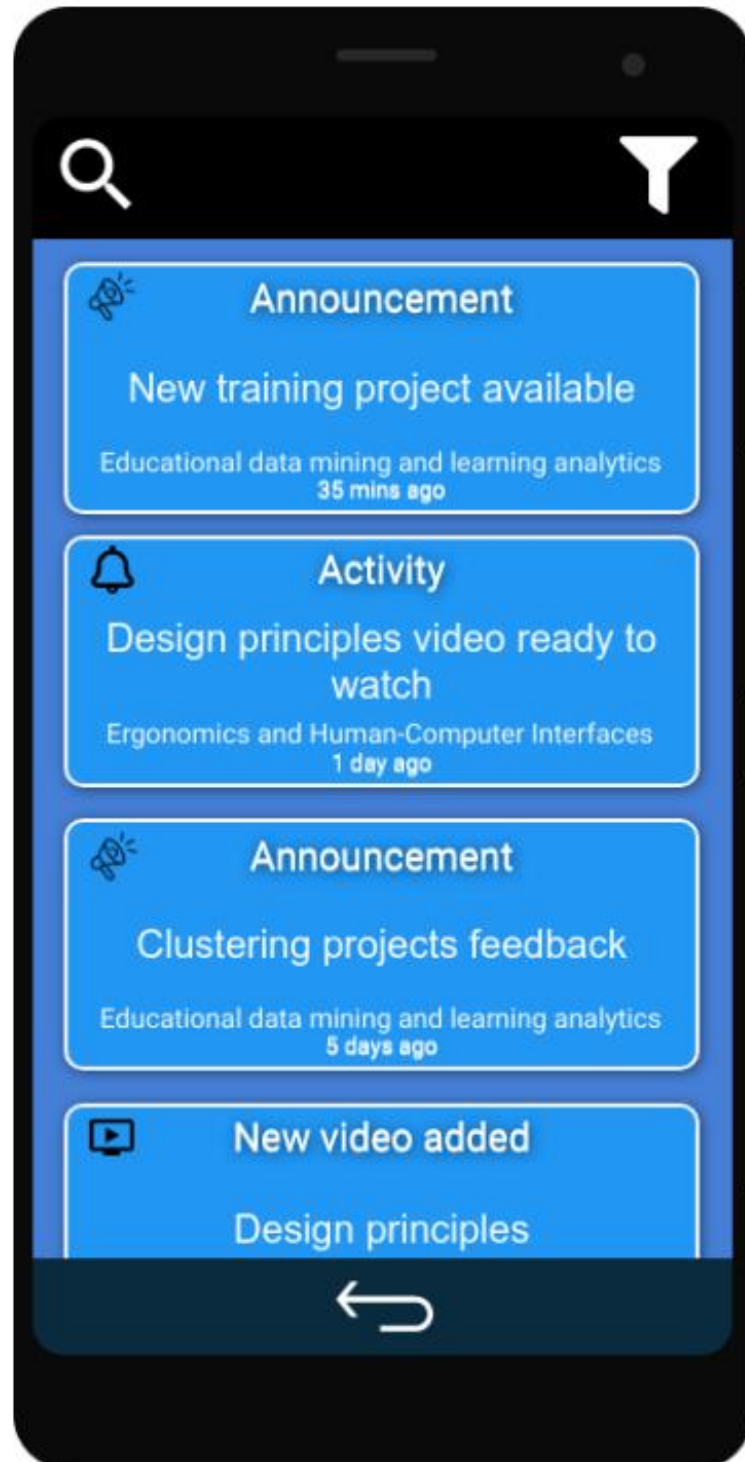 Announcement
New training project available
Educational data mining and learning analytics
35 mins ago
Activity
Design principles video ready to
watch
Ergonomics and Human-Computer Interfaces
1 day ago
Announcement
Clustering projects feedback
Educational data mining and learning analytics
5 days ago
New video added
Design principles